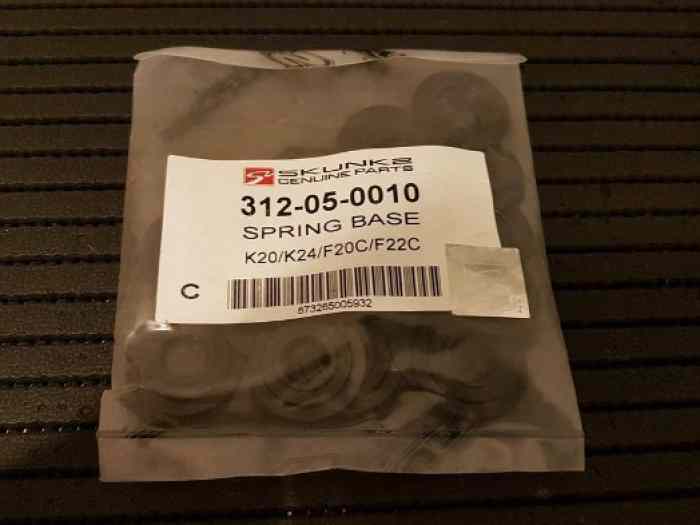 SKUNK2
GENUINE PARTS
312-05-0010
SPRING BASE
K20/K24/F20C/F22C
C
873265005932